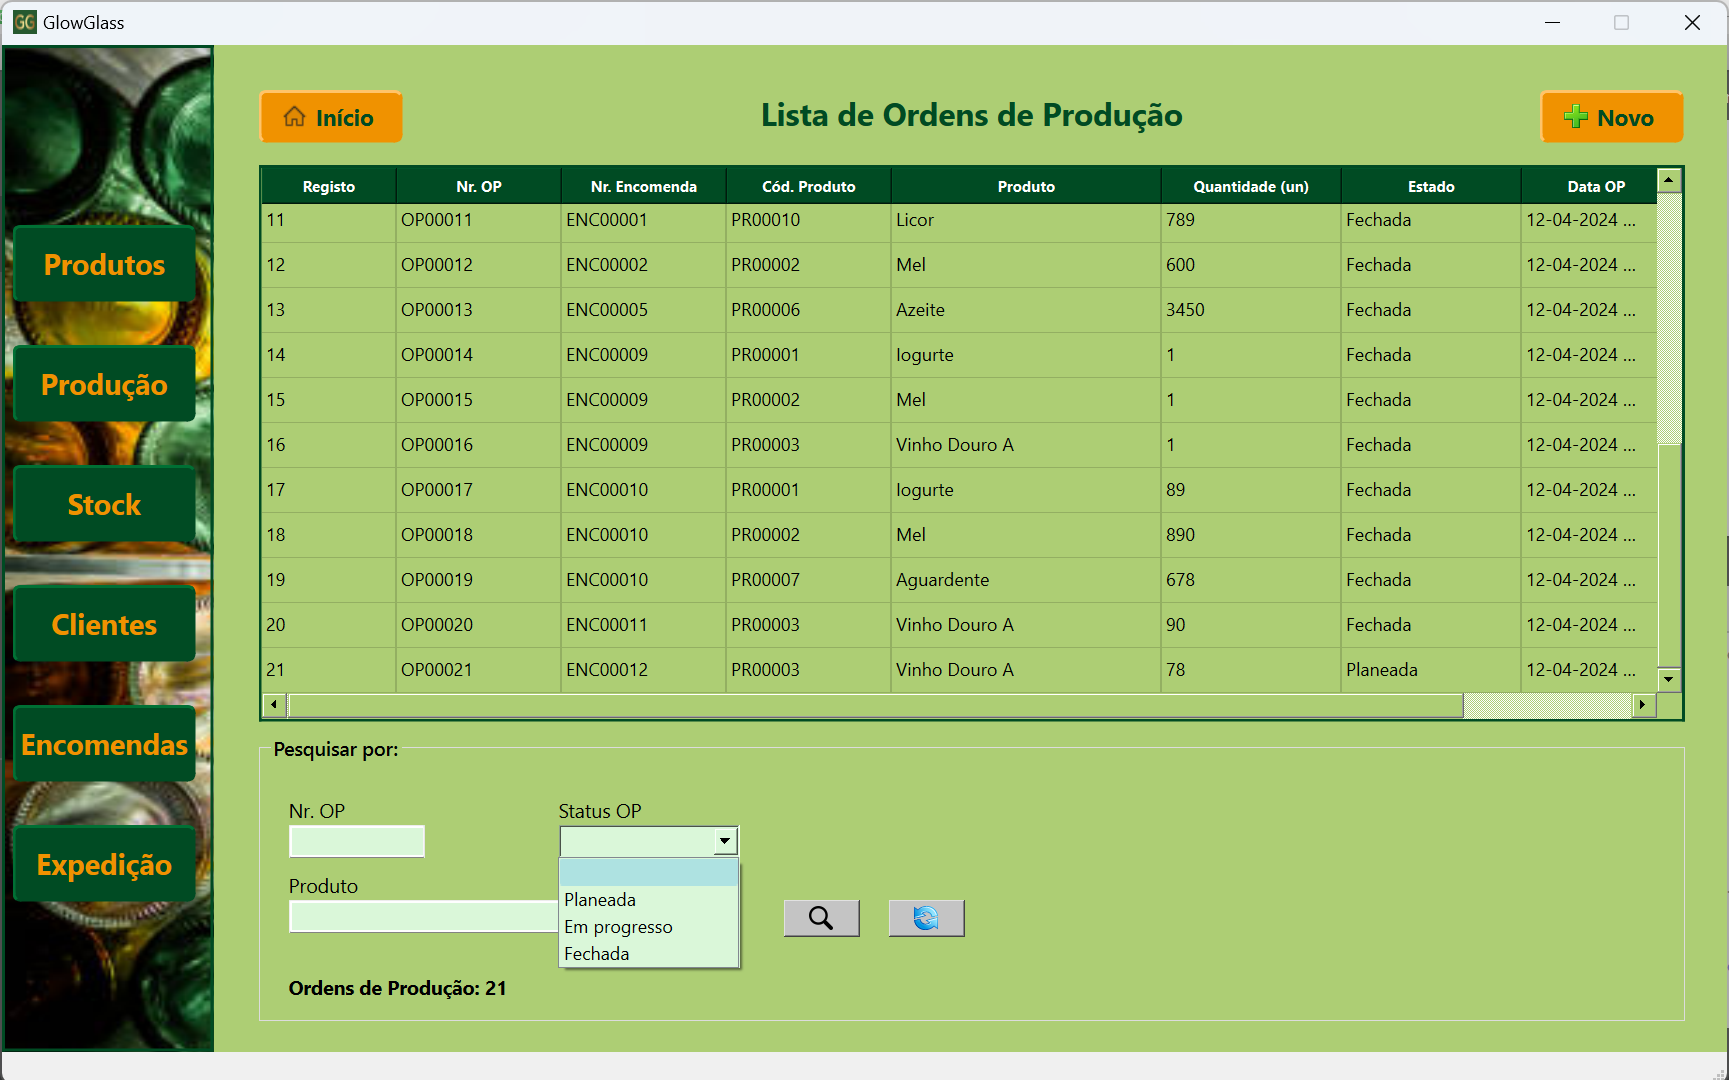 GG GlowGlass
Produtos
Produção
Stock
Clientes
Encomendas
Expedição
Início
Lista de Ordens de Produção
Novo
Registo Nr. OP Nr. Encomenda Cód. Produto Produto Quantidade (un) Estado Data OP
11 OP00011 ENC00001 PR00010 Licor 789 Fechada 12-04-2024 ...
12 OP00012 ENC00002 PR00002 Mel 600 Fechada 12-04-2024 ...
13 OP00013 ENC00005 PR00006 Azeite 3450 Fechada 12-04-2024 ...
14 OP00014 ENC00009 PR00001 Iogurte 1 Fechada 12-04-2024 ...
15 OP00015 ENC00009 PR00002 Mel 1 Fechada 12-04-2024 ...
16 OP00016 ENC00009 PR00003 Vinho Douro A 1 Fechada 12-04-2024 ...
17 OP00017 ENC00010 PR00001 Iogurte 89 Fechada 12-04-2024 ...
18 OP00018 ENC00010 PR00002 Mel 890 Fechada 12-04-2024 ...
19 OP00019 ENC00010 PR00007 Aguardente 678 Fechada 12-04-2024 ...
20 OP00020 ENC00011 PR00003 Vinho Douro A 90 Fechada 12-04-2024 ...
21 OP00021 ENC00012 PR00003 Vinho Douro A 78 Planeada 12-04-2024 ...
Pesquisar por:
Nr. OP
Status OP
Produto
Planeada
Em progresso
Fechada
Ordens de Produção: 21